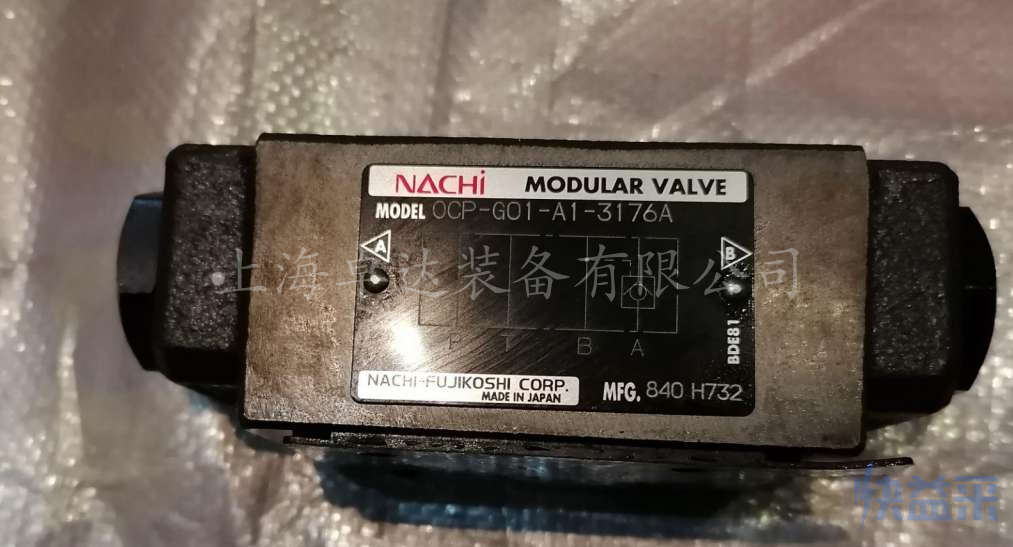 NACHi MODULAR VALVE
MODEL OCP-G01-A1-3176A
A B
上海卓达装备有限公司
P T B A
BDE81
NACHI-FUJIKOSHI CORP.
MADE IN JAPAN
MFG. 840 H732
快益采